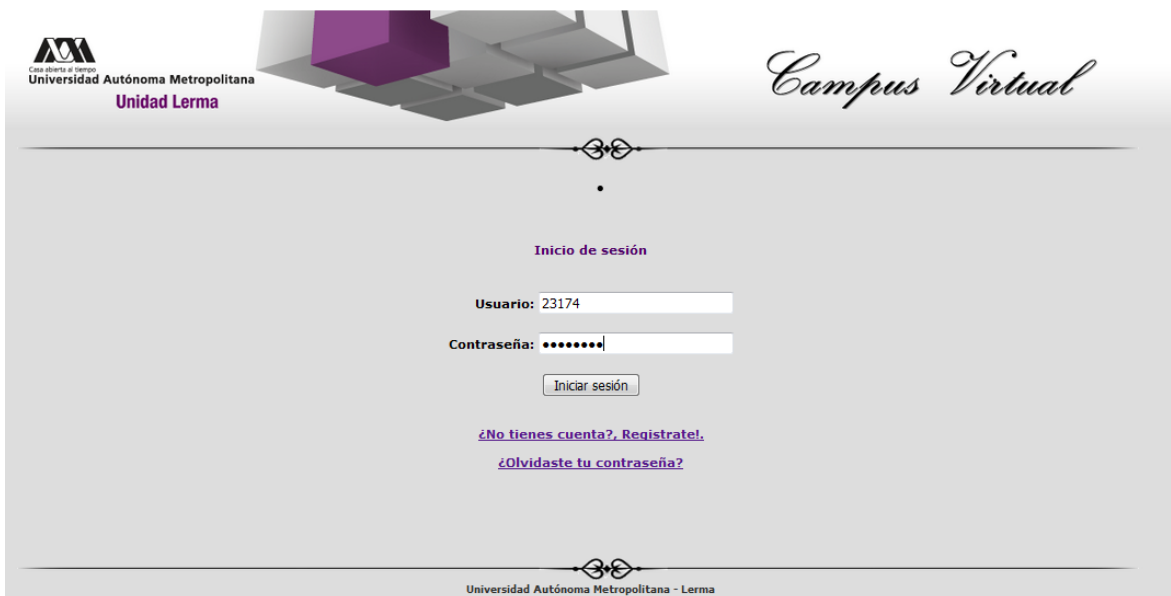 Casa abierta al tiempo
Universidad Autónoma Metropolitana
Unidad Lerma
Campus Virtual
Inicio de sesión
Usuario: 23174
Contraseña: ••••••••
Iniciar sesión
¿No tienes cuenta?, Registrate!.
¿Olvidaste tu contraseña?
Universidad Autónoma Metropolitana - Lerma